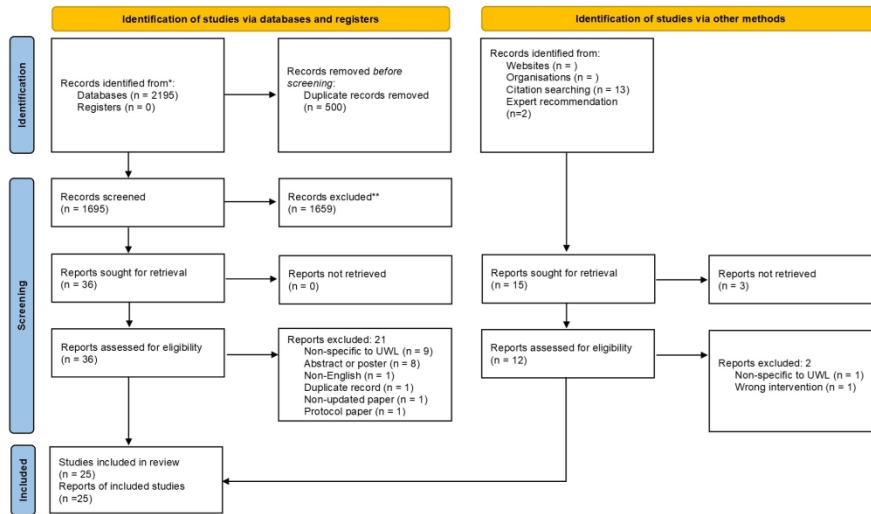 Identification of studies via databases and registers
Identification of studies via other methods
Identification
Records identified from*:
Databases (n = 2195)
Registers (n = 0)
Records removed before
screening:
Duplicate records removed
(n = 500)
Records identified from:
Websites (n = )
Organisations (n = )
Citation searching (n = 13)
Expert recommendation
(n=2)
Screening
Records screened
(n = 1695)
Records excluded**
(n = 1659)
Reports sought for retrieval
(n = 36)
Reports not retrieved
(n = 0)
Reports sought for retrieval
(n = 15)
Reports not retrieved
(n = 3)
Reports assessed for eligibility
(n = 36)
Reports excluded: 21
Non-specific to UWL (n = 9)
Abstract or poster (n = 8)
Non-English (n = 1)
Duplicate record (n = 1)
Non-updated paper (n = 1)
Protocol paper (n = 1)
Reports assessed for eligibility
(n = 12)
Reports excluded: 2
Non-specific to UWL (n = 1)
Wrong intervention (n = 1)
Included
Studies included in review
(n = 25)
Reports of included studies
(n =25)